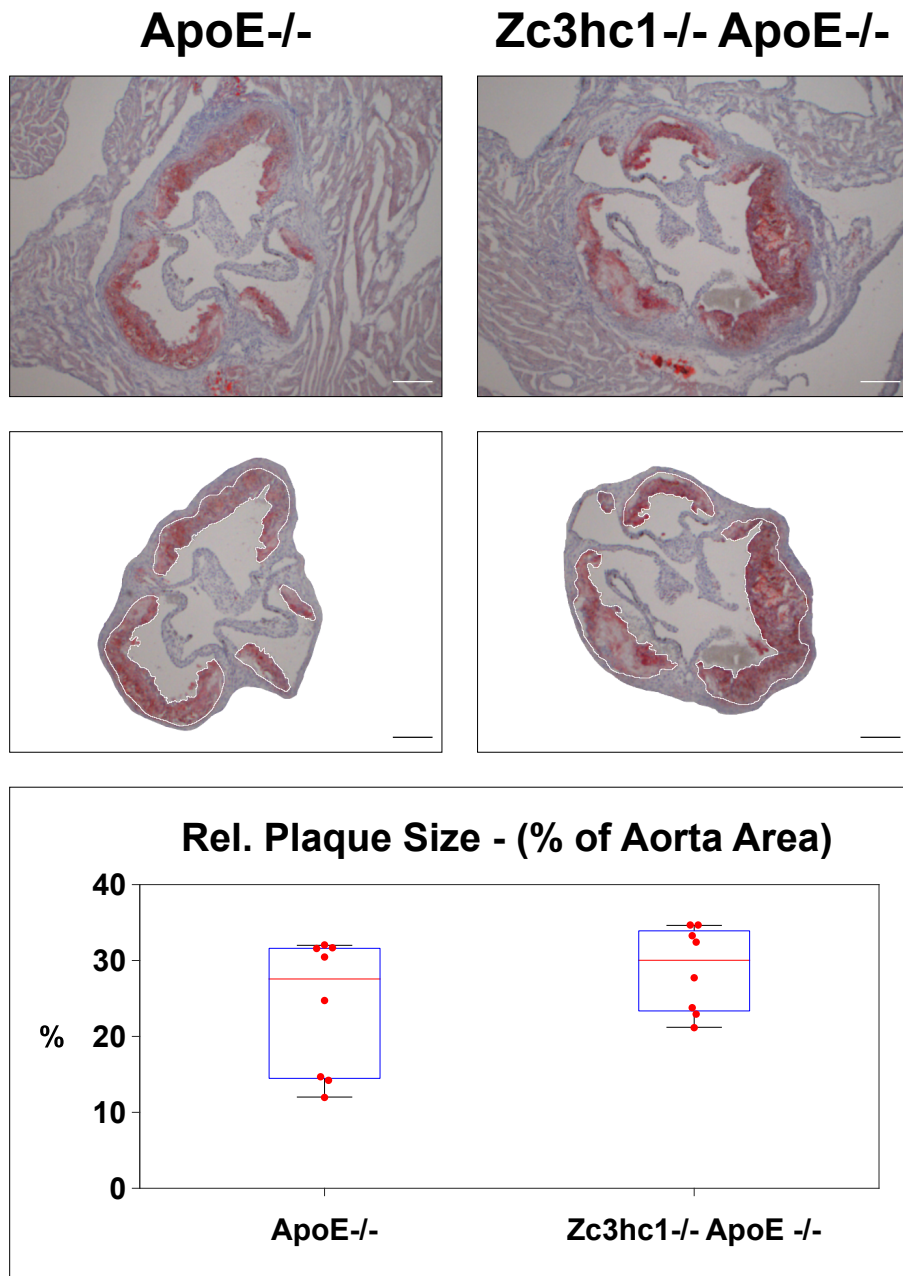 ApoE-/- Zc3hc1-/- ApoE-/-
Rel. Plaque Size - (% of Aorta Area)
40
30
%
20
10
0
ApoE-/- Zc3hc1-/- ApoE -/-